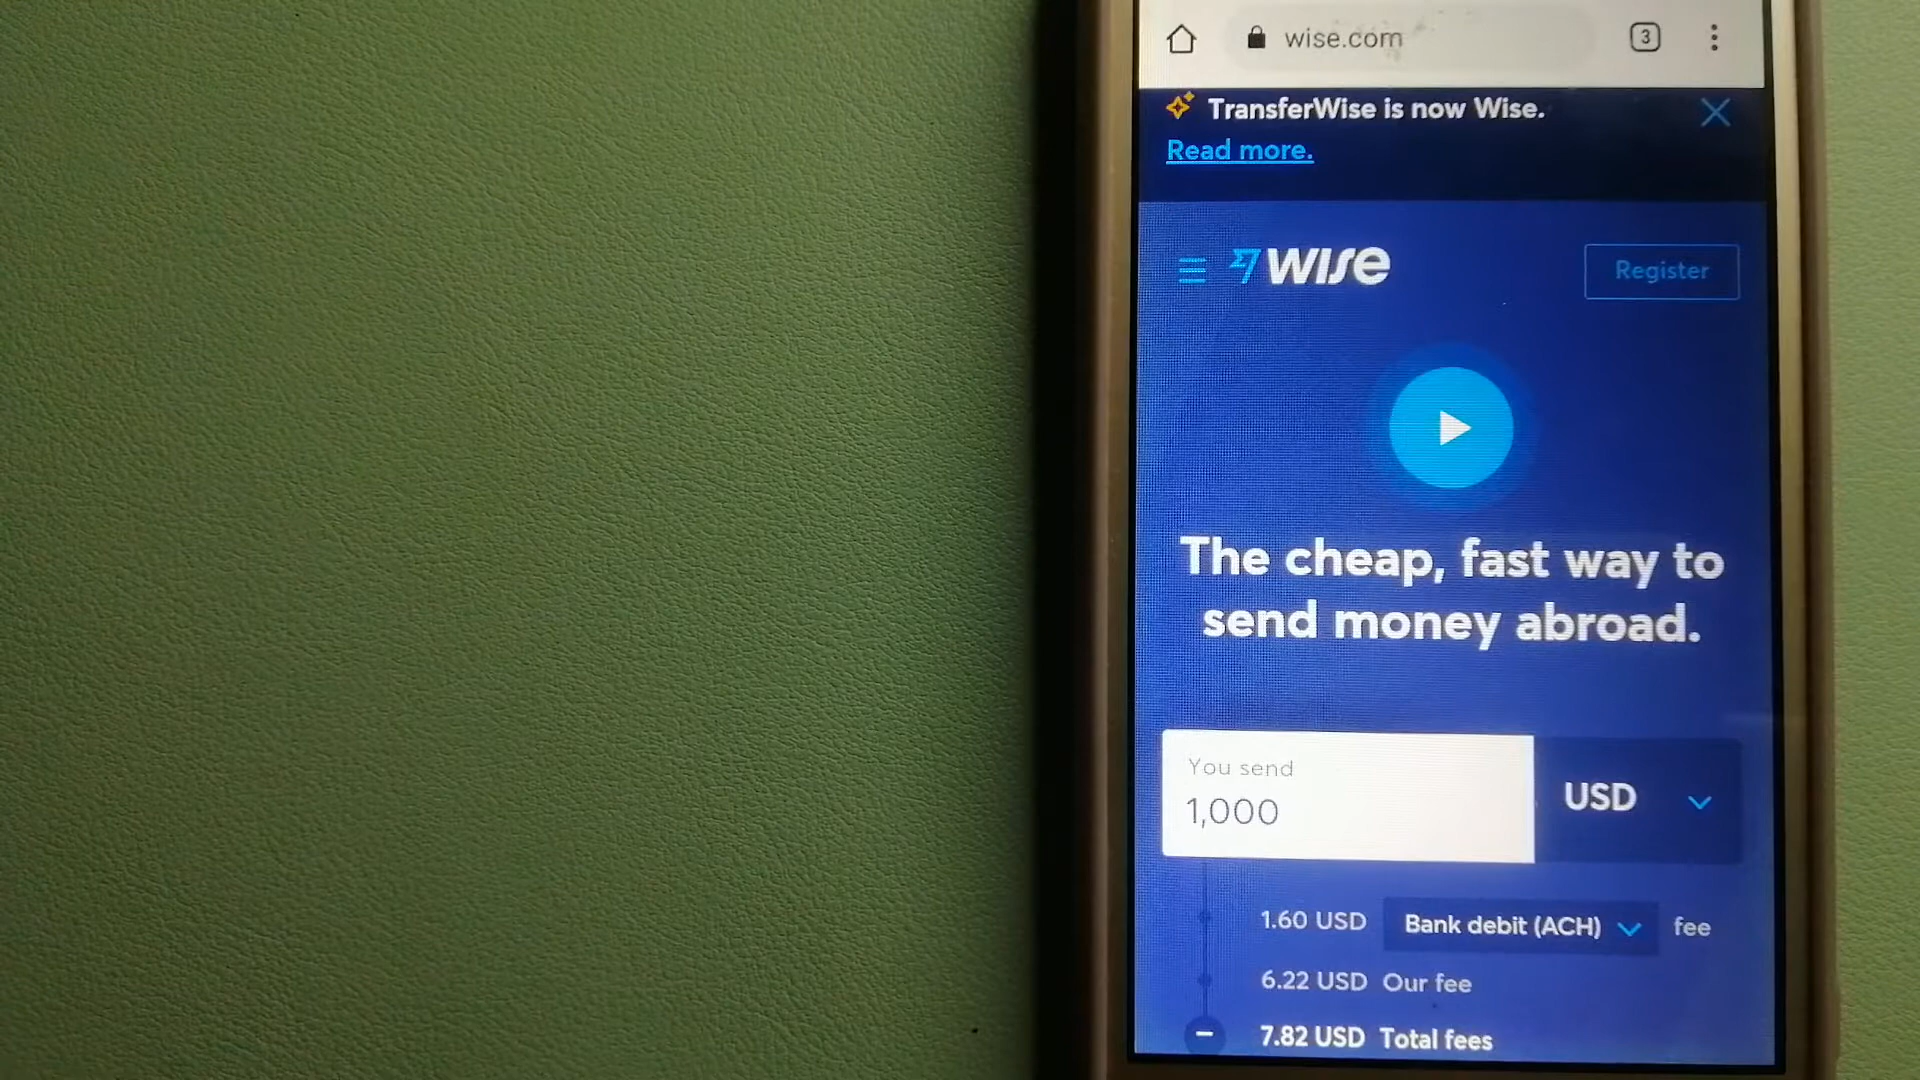 wise.com
3
TransferWise is now Wise.
Read more.
wise
Register
The cheap, fast way to
send money abroad.
You send
1,000
USD
1.60 USD Bank debit (ACH) fee
6.22 USD Our fee
7.82 USD Total fees